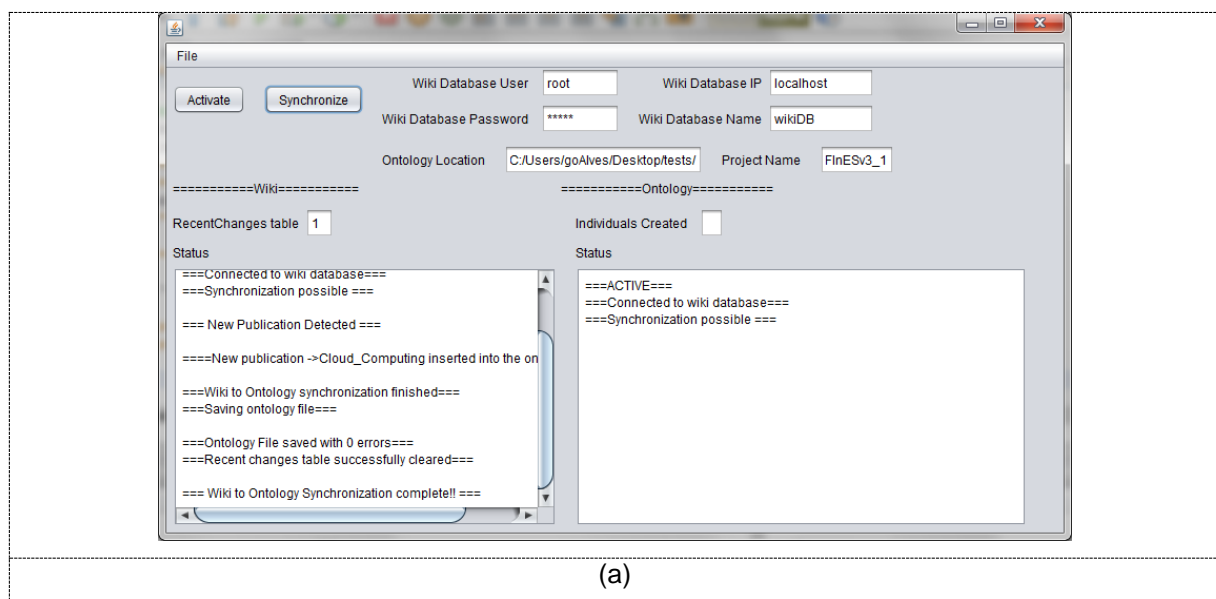 File
Activate
Synchronize
Wiki Database User root
Wiki Database IP localhost
Wiki Database Password *****
Wiki Database Name wikiDB
Ontology Location C:/Users/goAlves/Desktop/tests/
Project Name FInESv3_1
===========Wiki===========
===========Ontology===========
RecentChanges table 1
Individuals Created
Status
Status
===Connected to wiki database===
===Synchronization possible ===
=== New Publication Detected ===
====New publication ->Cloud_Computing inserted into the on
===Wiki to Ontology synchronization finished===
===Saving ontology file===
===Ontology File saved with 0 errors===
===Recent changes table successfully cleared===
=== Wiki to Ontology Synchronization complete!! ===
===ACTIVE===
===Connected to wiki database===
===Synchronization possible ===
(a)